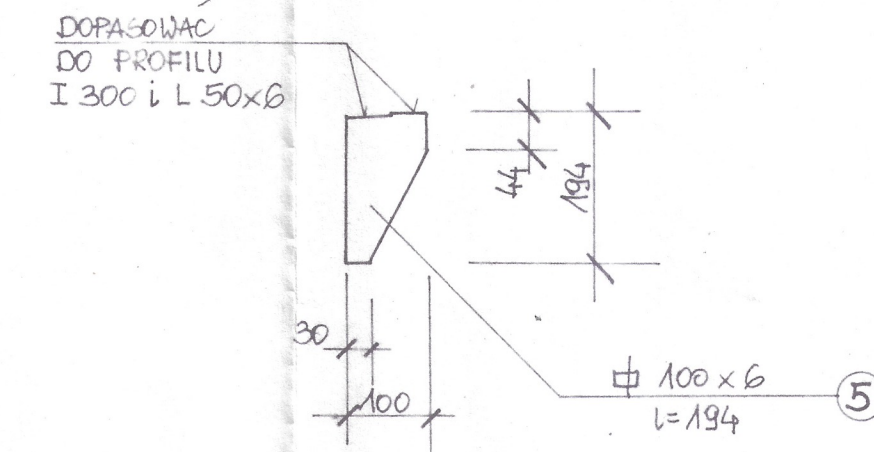 DOPASOWAC
DO PROFILU
I 300 i L 50x6
44
194
30
100
100 x 6
l=194
5